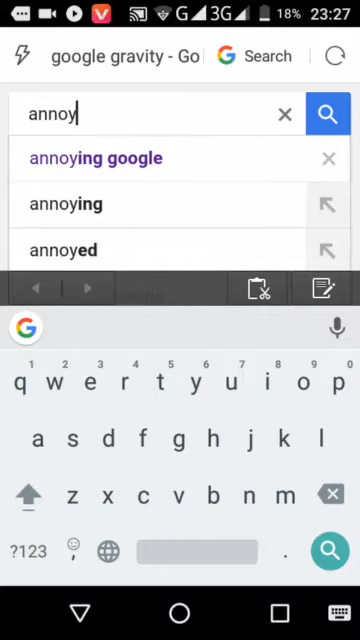 G 3G 18% 23:27
google gravity - Go Search
annoy
annoying google
annoying
annoyed
1 2 3 4 5 6 7 8 9 0
q w e r t y u i o p
a s d f g h j k l
z x c v b n m
?123 , .